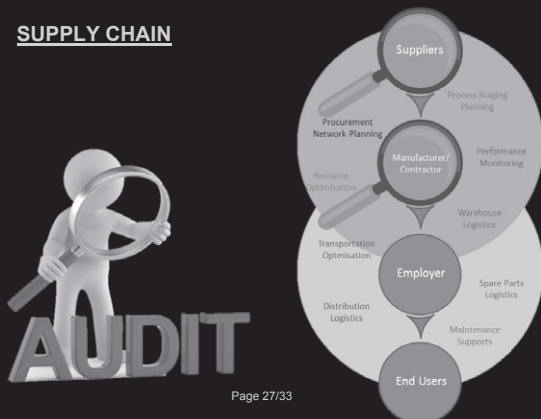 SUPPLY CHAIN
Suppliers
Process Staging
Planning
Procurement
Network Planning
Manufacturer/
Contractor
Performance
Monitoring
Resource
Optimisation
Warehouse
Logistics
Transportation
Optmisation
Employer
Spare Parts
Logistics
Distribution
Logistics
Maintenance
Supports
End Users
AUDIT
Page 27/33